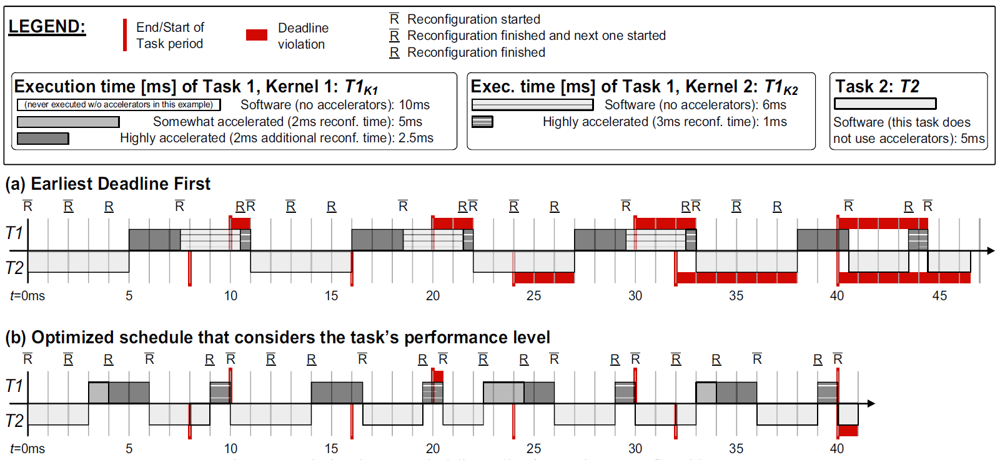 LEGEND:
End/Start of
Task period
Deadline
violation
R Reconfiguration started
R Reconfiguration finished and next one started
R Reconfiguration finished
Execution time [ms] of Task 1, Kernel 1: T1K1
(never executed w/o accelerators in this example) Software (no accelerators): 10ms
Somewhat accelerated (2ms reconf. time): 5ms
Highly accelerated (2ms additional reconf. time): 2.5ms
Exec. time [ms] of Task 1, Kernel 2: T1K2
Software (no accelerators): 6ms
Highly accelerated (3ms reconf. time): 1ms
Task 2: T2
Software (this task does
not use accelerators): 5ms
(a) Earliest Deadline First
R R R R R R R R R R R R R R R R R R R R R
T1
T2
t=0ms 5 10 15 20 25 30 35 40 45
(b) Optimized schedule that considers the task's performance level
R R R R R R R R R R R R R R R R R R R R R
T1
T2
t=0ms 5 10 15 20 25 30 35 40